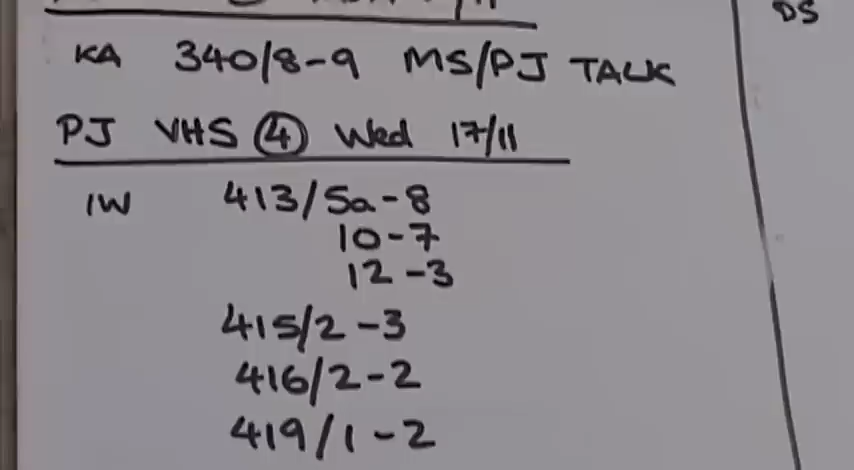 KA 340/8-9 MS/PJ TALK
DS
PJ VHS 4 Wed 17/11
IW 413/5a-8
10-7
12-3
415/2-3
416/2-2
419/1-2